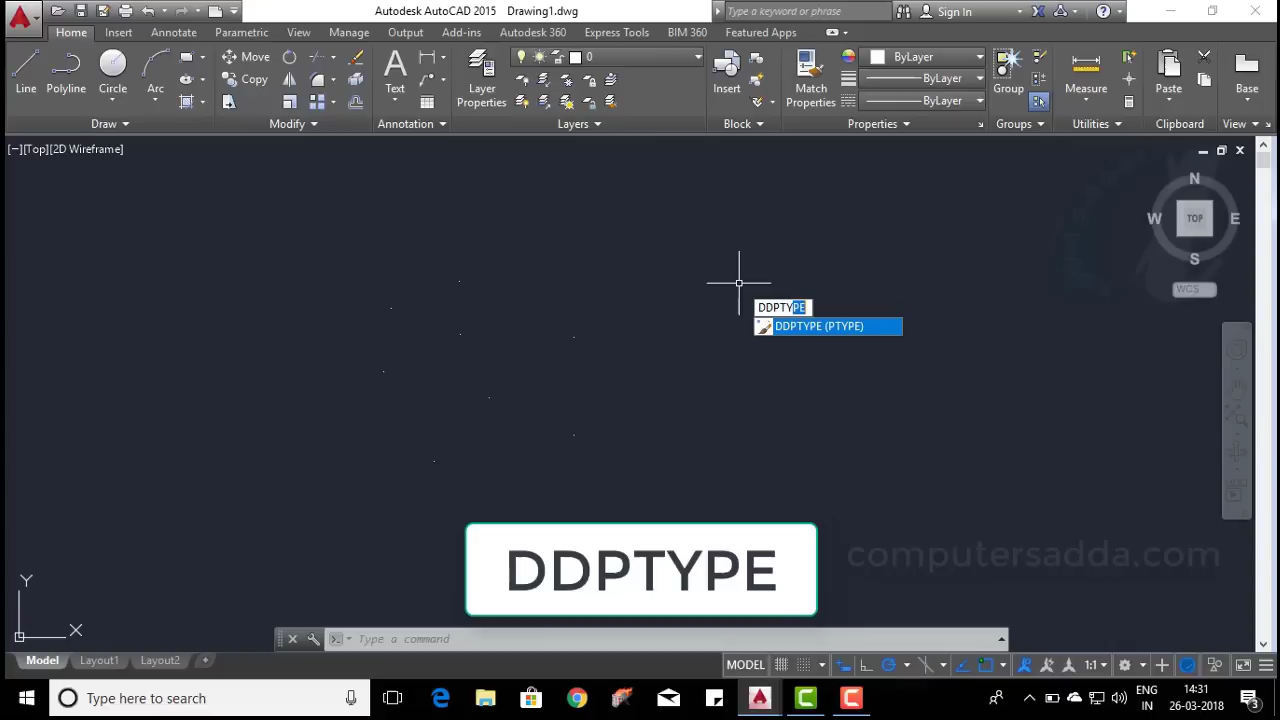 Autodesk AutoCAD 2015 Drawing1.dwg
Type a keyword or phrase
Sign In
Home Insert Annotate Parametric View Manage Output Add-ins Autodesk 360 Express Tools BIM 360 Featured Apps
Line Polyline Circle Arc
Move
Copy
Text
Layer Properties
0
Insert
Match Properties
ByLayer
ByLayer
ByLayer
Group
Measure
Paste
Base
Draw Modify Annotation Layers Block Properties Groups Utilities Clipboard View
[−][Top][2D Wireframe]
N
W TOP E
S
WCS
DDPTYPE
DDPTYPE (PTYPE)
DDPTYPE
computersadda.com
Y
X
Type a command
Model Layout1 Layout2 +
MODEL 1:1
Type here to search
ENG
IN
14:31
26-03-2018
3